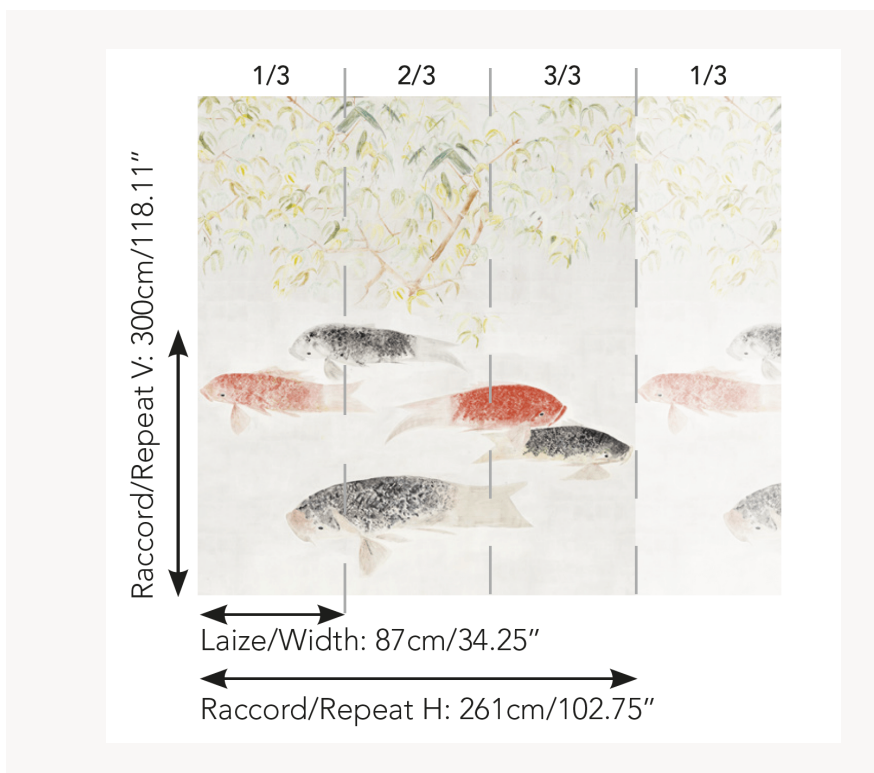 1/3 2/3 3/3 1/3
Raccord/Repeat V: 300cm/118.11”
Laize/Width: 87cm/34.25”
Raccord/Repeat H: 261cm/102.75”